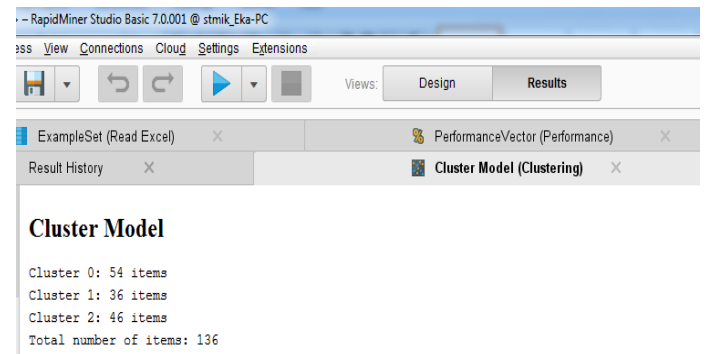 – RapidMiner Studio Basic 7.0.001 @ stmik_Eka-PC
ess View Connections Cloud Settings Extensions
Views: Design Results
ExampleSet (Read Excel) PerformanceVector (Performance)
Result History Cluster Model (Clustering)
Cluster Model
Cluster 0: 54 items
Cluster 1: 36 items
Cluster 2: 46 items
Total number of items: 136